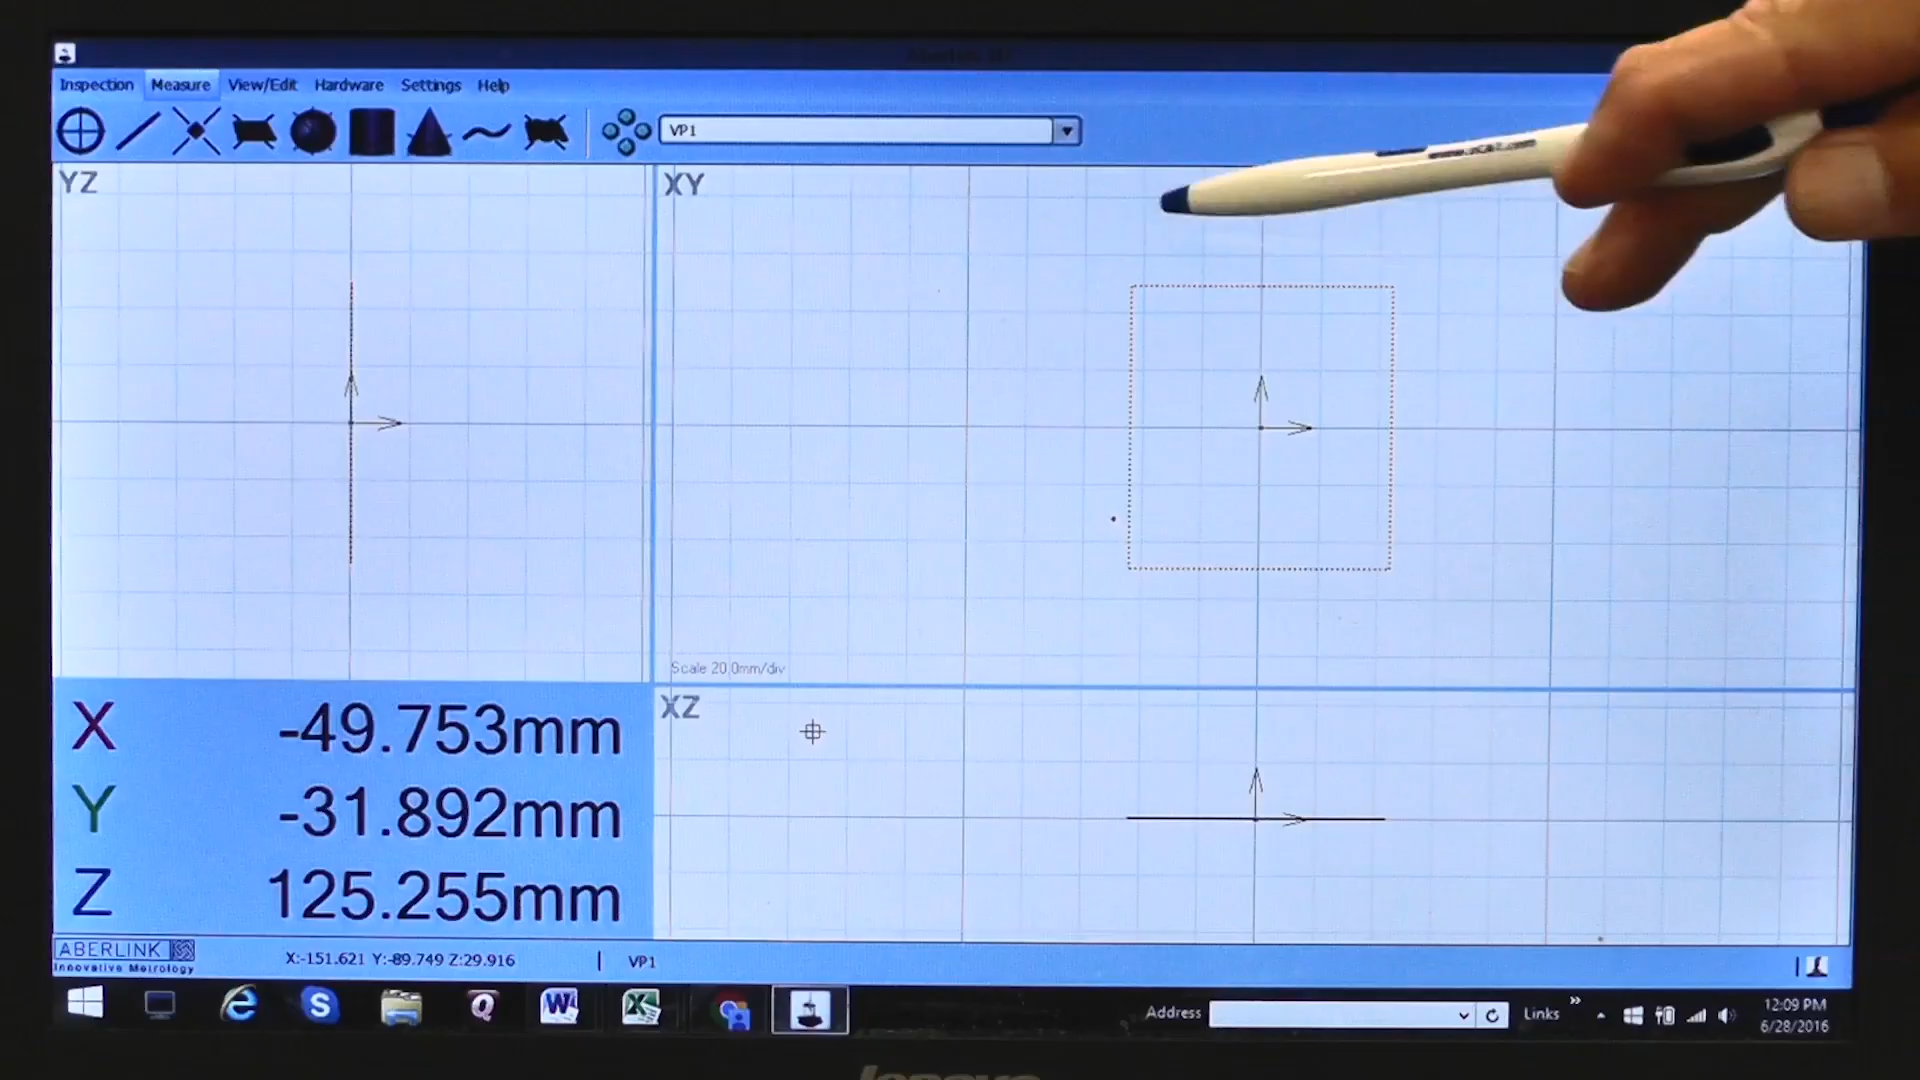 Inspection Measure View/Edit Hardware Settings Help
VP1
YZ
XY
Scale 20.0mm/div
X -49.753mm
Y -31.892mm
Z 125.255mm
XZ
ABERLINK
Innovative Metrology
X:-151.621 Y:-89.749 Z:29.916
VP1
Address
Links
12:09 PM
6/28/2016
lenovo